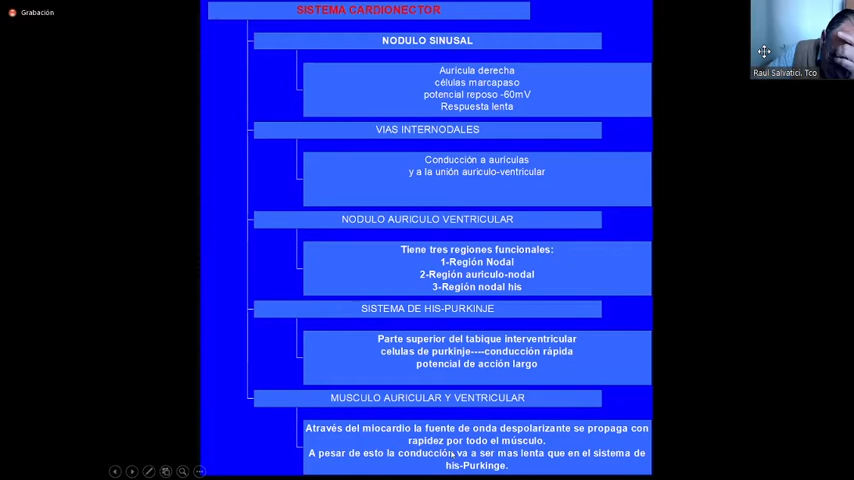 Grabación
SISTEMA CARDIONECTOR
NODULO SINUSAL
Aurícula derecha
células marcapaso
potencial reposo -60mV
Respuesta lenta
VIAS INTERNODALES
Conducción a aurículas
y a la unión auriculo-ventricular
NODULO AURICULO VENTRICULAR
Tiene tres regiones funcionales:
1-Región Nodal
2-Región auriculo-nodal
3-Región nodal his
SISTEMA DE HIS-PURKINJE
Parte superior del tabique interventricular
celulas de purkinje----conducción rápida
potencial de acción largo
MUSCULO AURICULAR Y VENTRICULAR
Através del miocardio la fuente de onda despolarizante se propaga con
rapidez por todo el músculo.
A pesar de esto la conducción va a ser mas lenta que en el sistema de
his-Purkinge.
Raul Salvatici. Tco